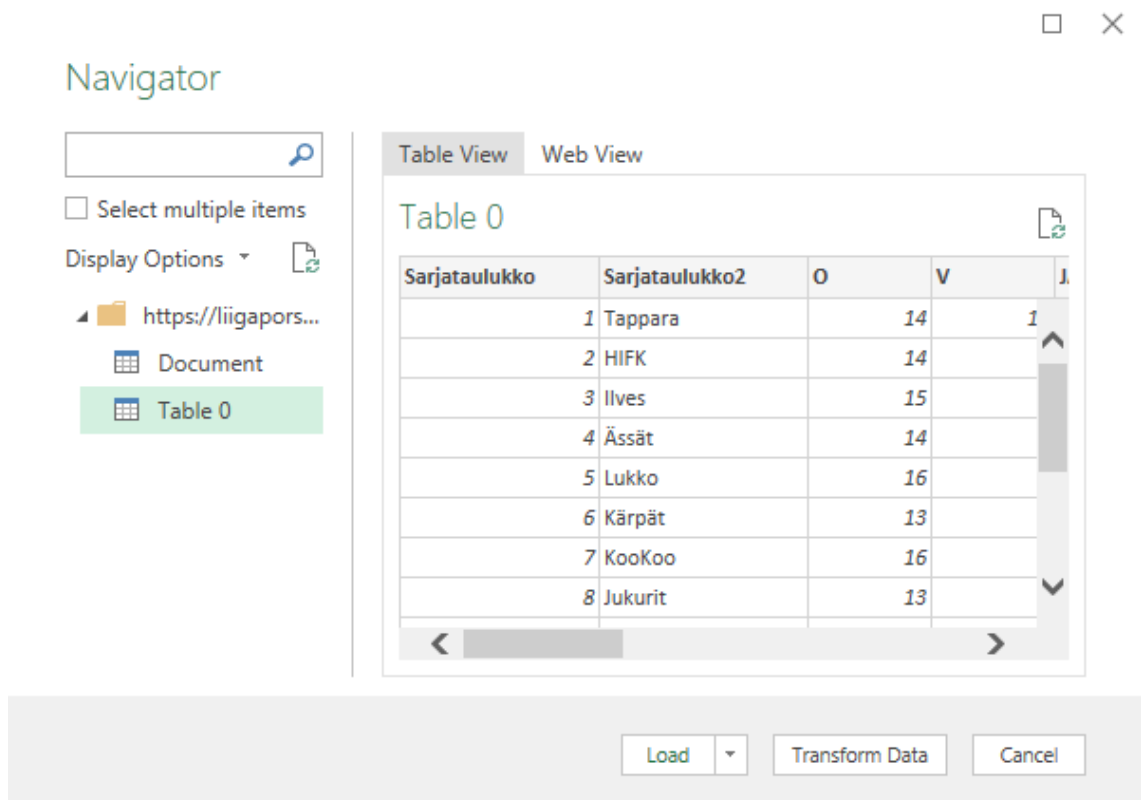 Navigator
Select multiple items
Display Options
https://liigapors...
Document
Table 0
Table View Web View
Table 0
Sarjataulukko Sarjataulukko2 O V
1 Tappara 14 1
2 HIFK 14
3 Ilves 15
4 Ässät 14
5 Lukko 16
6 Kärpät 13
7 KooKoo 16
8 Jukurit 13
Load Transform Data Cancel